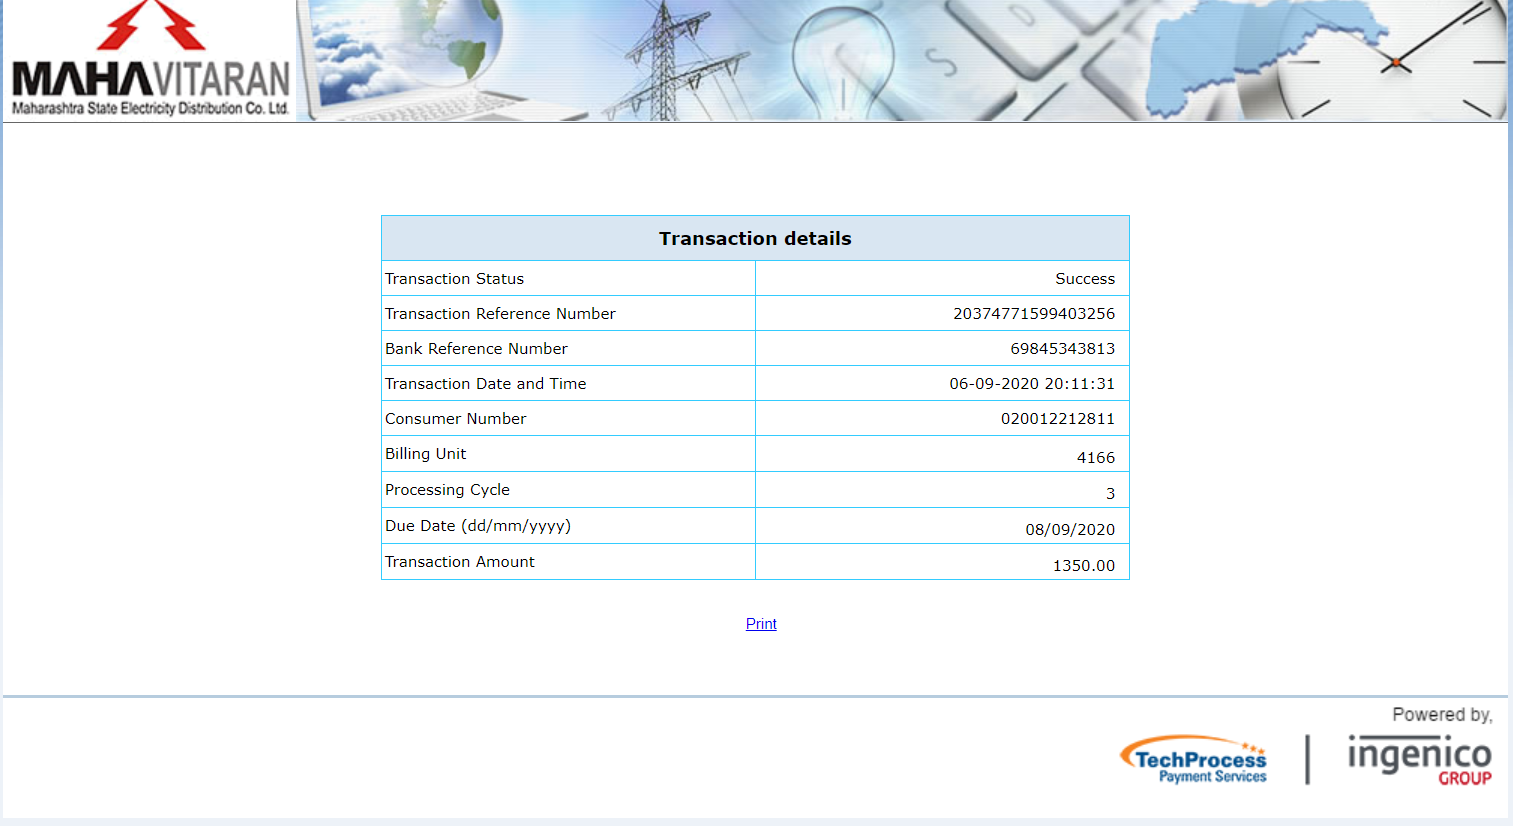 MAHAVITARAN
Maharashtra State Electricity Distribution Co. Ltd.
Transaction details
Transaction Status Success
Transaction Reference Number 20374771599403256
Bank Reference Number 69845343813
Transaction Date and Time 06-09-2020 20:11:31
Consumer Number 020012212811
Billing Unit 4166
Processing Cycle 3
Due Date (dd/mm/yyyy) 08/09/2020
Transaction Amount 1350.00
Print
Powered by,
TechProcess
Payment Services
ingenico
GROUP